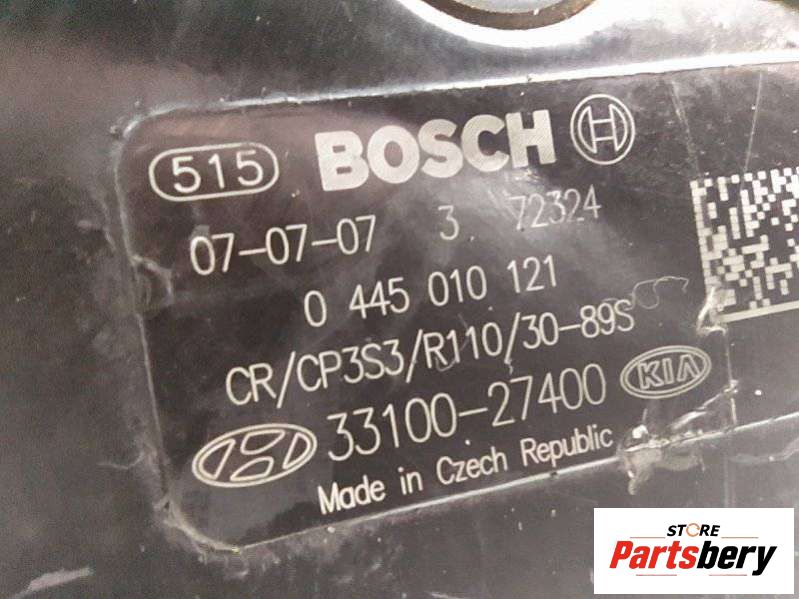 515 BOSCH
07-07-07 3 72324
0 445 010 121
CR/CP3S3/R110/30-89S
33100-27400 KIA
Made in Czech Republic
STORE
Partsbery